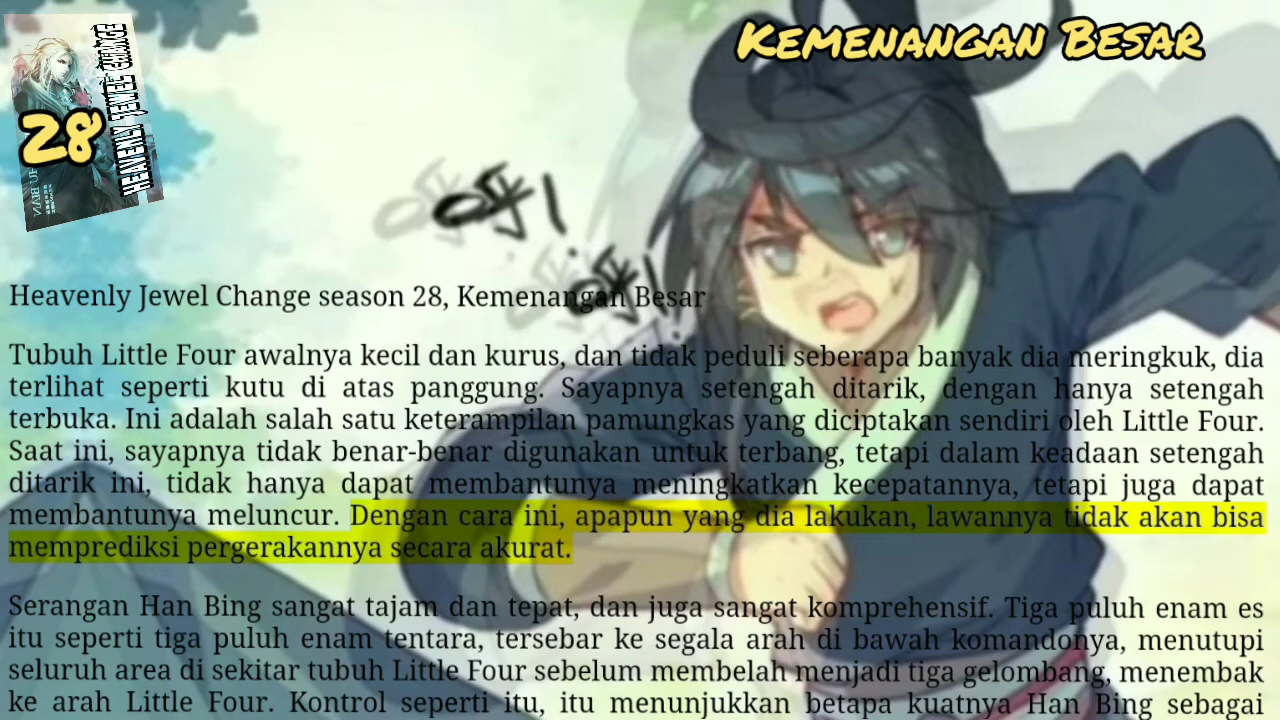 Kemenangan Besar
HEAVENLY JEWEL CHANGE
28
呼!
呼!
Heavenly Jewel Change season 28, Kemenangan Besar
Tubuh Little Four awalnya kecil dan kurus, dan tidak peduli seberapa banyak dia meringkuk, dia
terlihat seperti kutu di atas panggung. Sayapnya setengah ditarik, dengan hanya setengah
terbuka. Ini adalah salah satu keterampilan pamungkas yang diciptakan sendiri oleh Little Four.
Saat ini, sayapnya tidak benar-benar digunakan untuk terbang, tetapi dalam keadaan setengah
ditarik ini, tidak hanya dapat membantunya meningkatkan kecepatannya, tetapi juga dapat
membantunya meluncur. Dengan cara ini, apapun yang dia lakukan, lawannya tidak akan bisa
memprediksi pergerakannya secara akurat.
Serangan Han Bing sangat tajam dan tepat, dan juga sangat komprehensif. Tiga puluh enam es
itu seperti tiga puluh enam tentara, tersebar ke segala arah di bawah komandonya, menutupi
seluruh area di sekitar tubuh Little Four sebelum membelah menjadi tiga gelombang, menembak
ke arah Little Four. Kontrol seperti itu, itu menunjukkan betapa kuatnya Han Bing sebagai